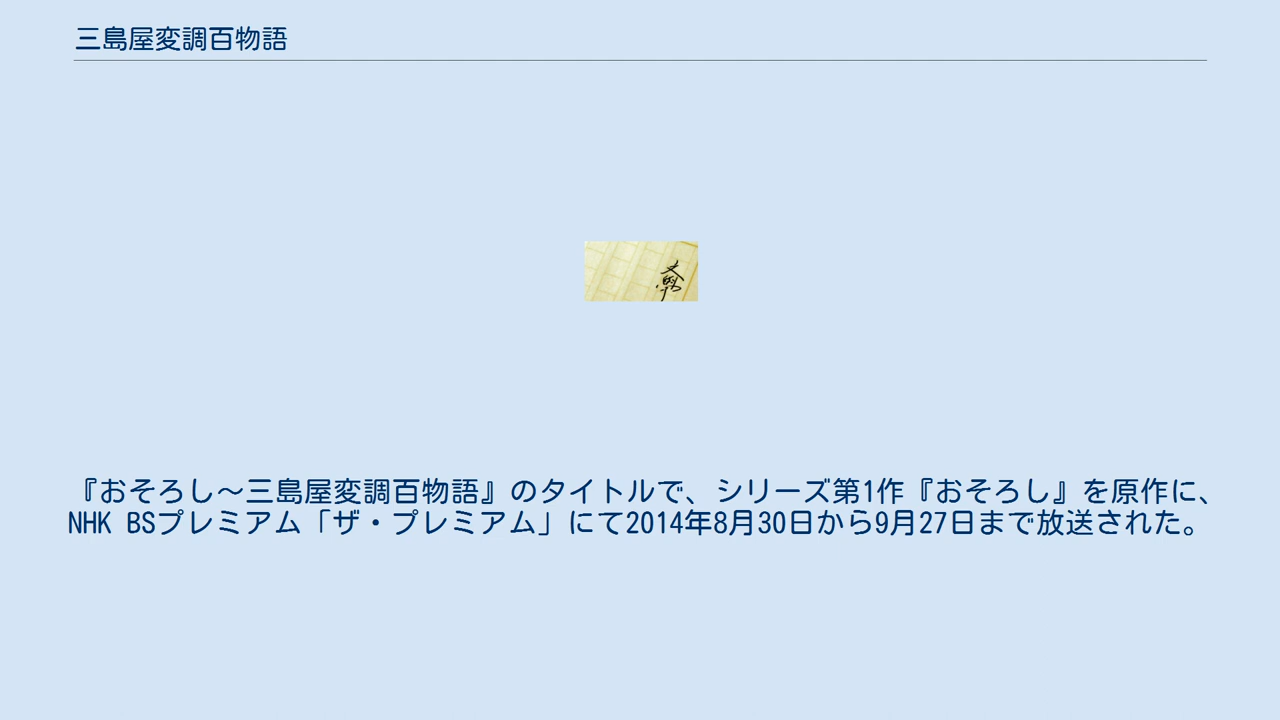 三島屋変調百物語
『おそろし～三島屋変調百物語』のタイトルで、シリーズ第1作『おそろし』を原作に、
NHK BSプレミアム「ザ・プレミアム」にて2014年8月30日から9月27日まで放送された。